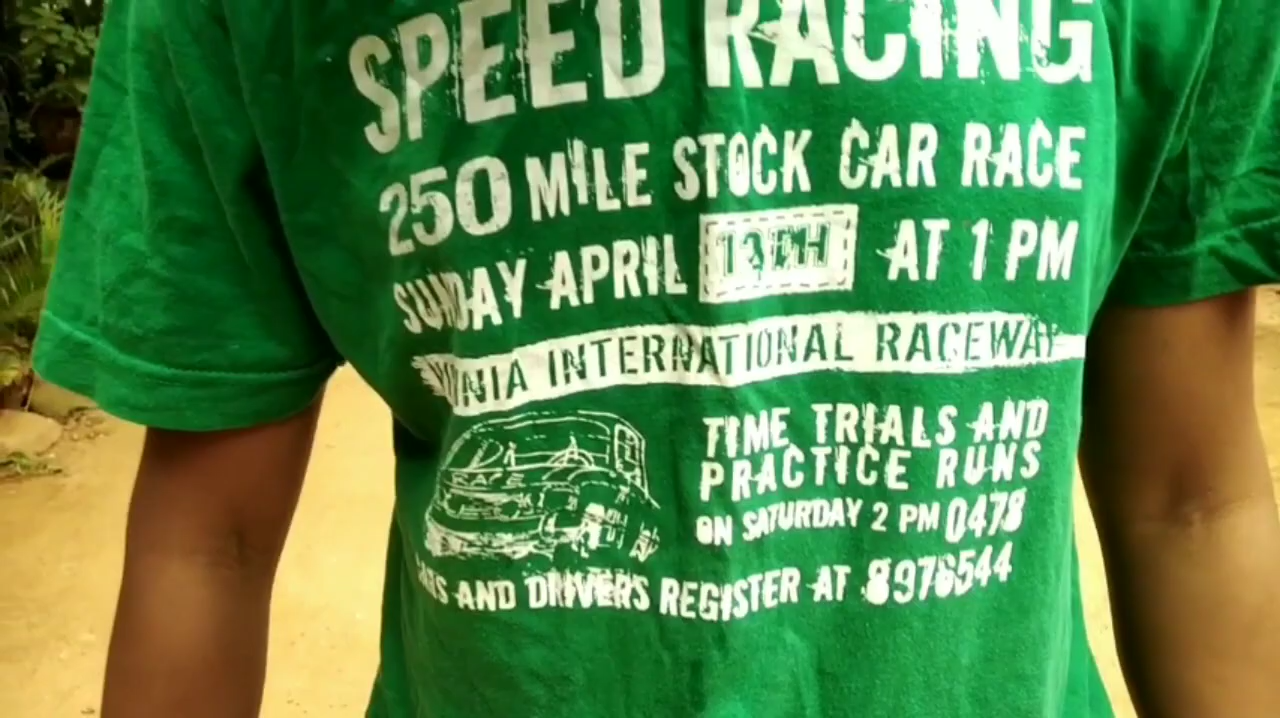 SPEED RACING
250 MILE STOCK CAR RACE
SUNDAY APRIL AT 1 PM
INTERNATIONAL RACEWAY
TIME TRIALS AND
PRACTICE RUNS
ON SATURDAY 2 PM 0478
RACE
AND DRIVERS REGISTER AT 8976544